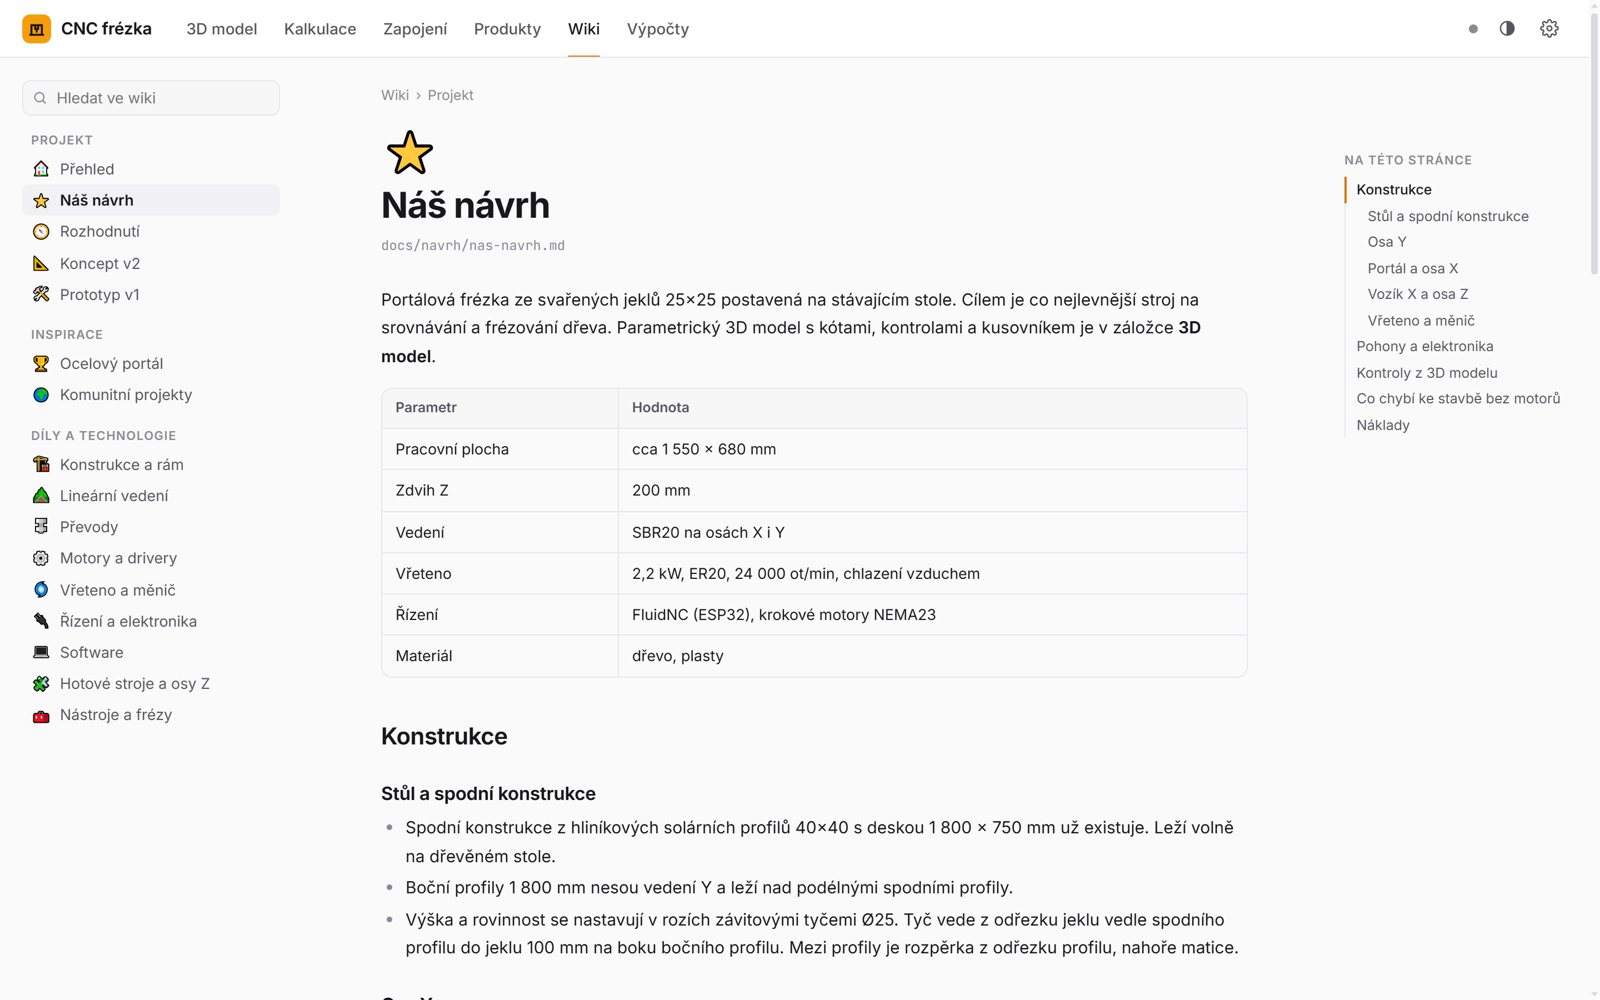 CNC frézka
3D model
Kalkulace
Zapojení
Produkty
Wiki
Výpočty
Hledat ve wiki
PROJEKT
Přehled
Náš návrh
Rozhodnutí
Koncept v2
Prototyp v1
INSPIRACE
Ocelový portál
Komunitní projekty
DÍLY A TECHNOLOGIE
Konstrukce a rám
Lineární vedení
Převody
Motory a drivery
Vřeteno a měnič
Řízení a elektronika
Software
Hotové stroje a osy Z
Nástroje a frézy
Wiki › Projekt
Náš návrh
docs/navrh/nas-navrh.md
Portálová frézka ze svařených jeklů 25×25 postavená na stávajícím stole. Cílem je co nejlevnější stroj na
srovnávání a frézování dřeva. Parametrický 3D model s kótami, kontrolami a kusovníkem je v záložce 3D
model.
Parametr Hodnota
Pracovní plocha cca 1 550 × 680 mm
Zdvih Z 200 mm
Vedení SBR20 na osách X i Y
Vřeteno 2,2 kW, ER20, 24 000 ot/min, chlazení vzduchem
Řízení FluidNC (ESP32), krokové motory NEMA23
Materiál dřevo, plasty
Konstrukce
Stůl a spodní konstrukce
• Spodní konstrukce z hliníkových solárních profilů 40×40 s deskou 1 800 × 750 mm už existuje. Leží volně
na dřevěném stole.
• Boční profily 1 800 mm nesou vedení Y a leží nad podélnými spodními profily.
• Výška a rovinnost se nastavují v rozích závitovými tyčemi Ø25. Tyč vede z odřezku jeklu vedle spodního
profilu do jeklu 100 mm na boku bočního profilu. Mezi profily je rozpěrka z odřezku profilu, nahoře matice.
NA TÉTO STRÁNCE
Konstrukce
Stůl a spodní konstrukce
Osa Y
Portál a osa X
Vozík X a osa Z
Vřeteno a měnič
Pohony a elektronika
Kontroly z 3D modelu
Co chybí ke stavbě bez motorů
Náklady